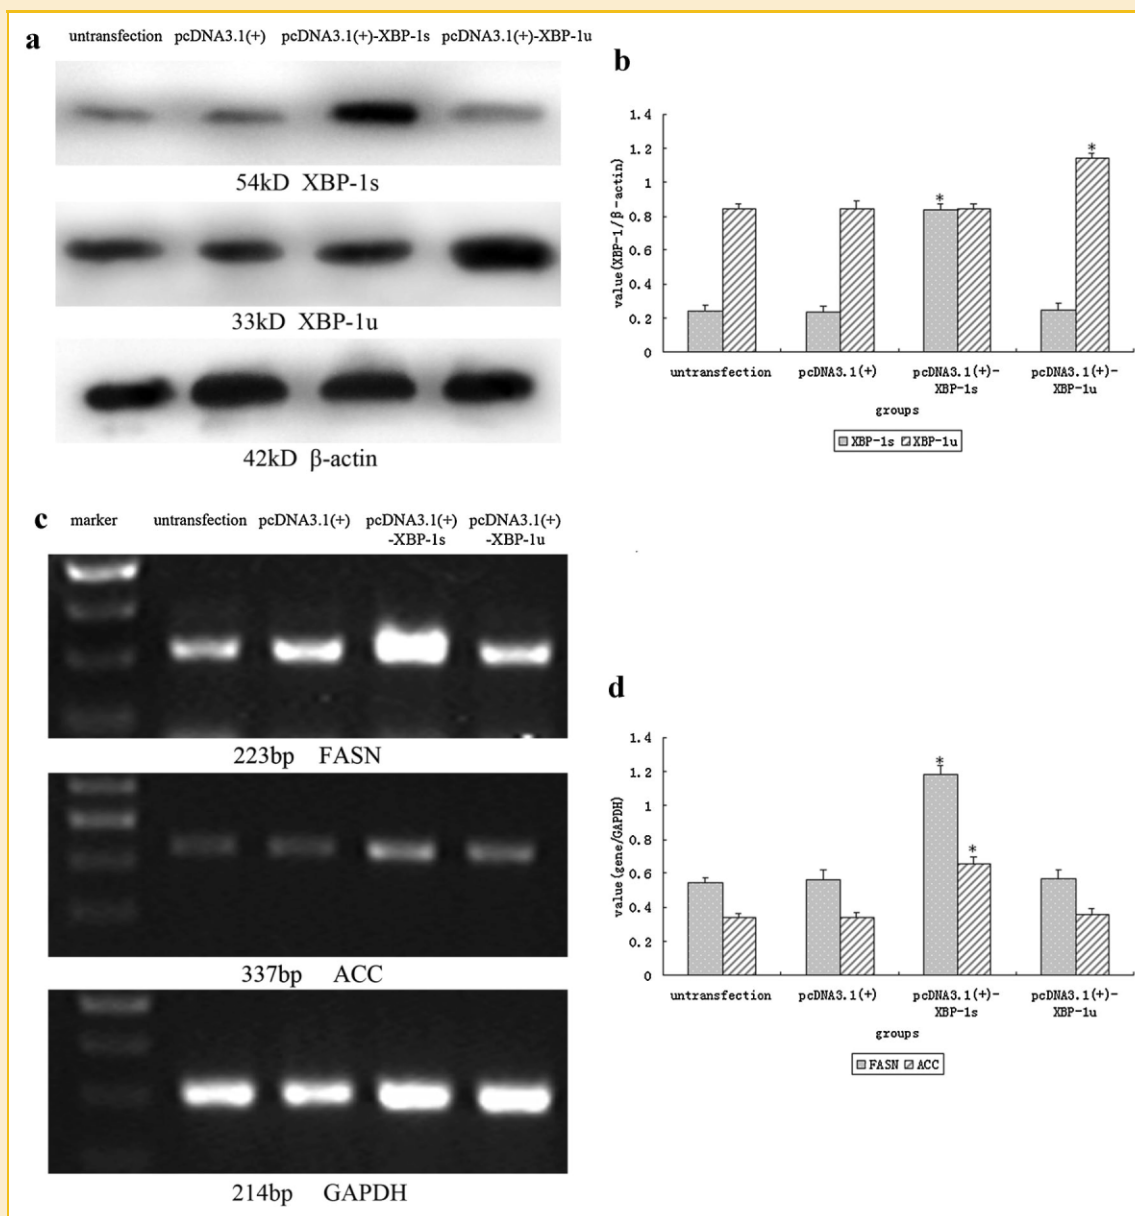 a
untransfection pcDNA3.1(+) pcDNA3.1(+)-XBP-1s pcDNA3.1(+)-XBP-1u
54kD XBP-1s
33kD XBP-1u
42kD β-actin
b
value(XBP-1/β-actin)
1.4
1.2
1
0.8
0.6
0.4
0.2
0
*
*
untransfection pcDNA3.1(+) pcDNA3.1(+)- pcDNA3.1(+)-
XBP-1s XBP-1u
groups
XBP-1s XBP-1u
c
marker untransfection pcDNA3.1(+) pcDNA3.1(+) pcDNA3.1(+)
-XBP-1s -XBP-1u
223bp FASN
337bp ACC
214bp GAPDH
d
value(gene/GAPDH)
1.4
1.2
1
0.8
0.6
0.4
0.2
0
*
*
untransfection pcDNA3.1(+) pcDNA3.1(+)- pcDNA3.1(+)-
XBP-1s XBP-1u
groups
FASN ACC